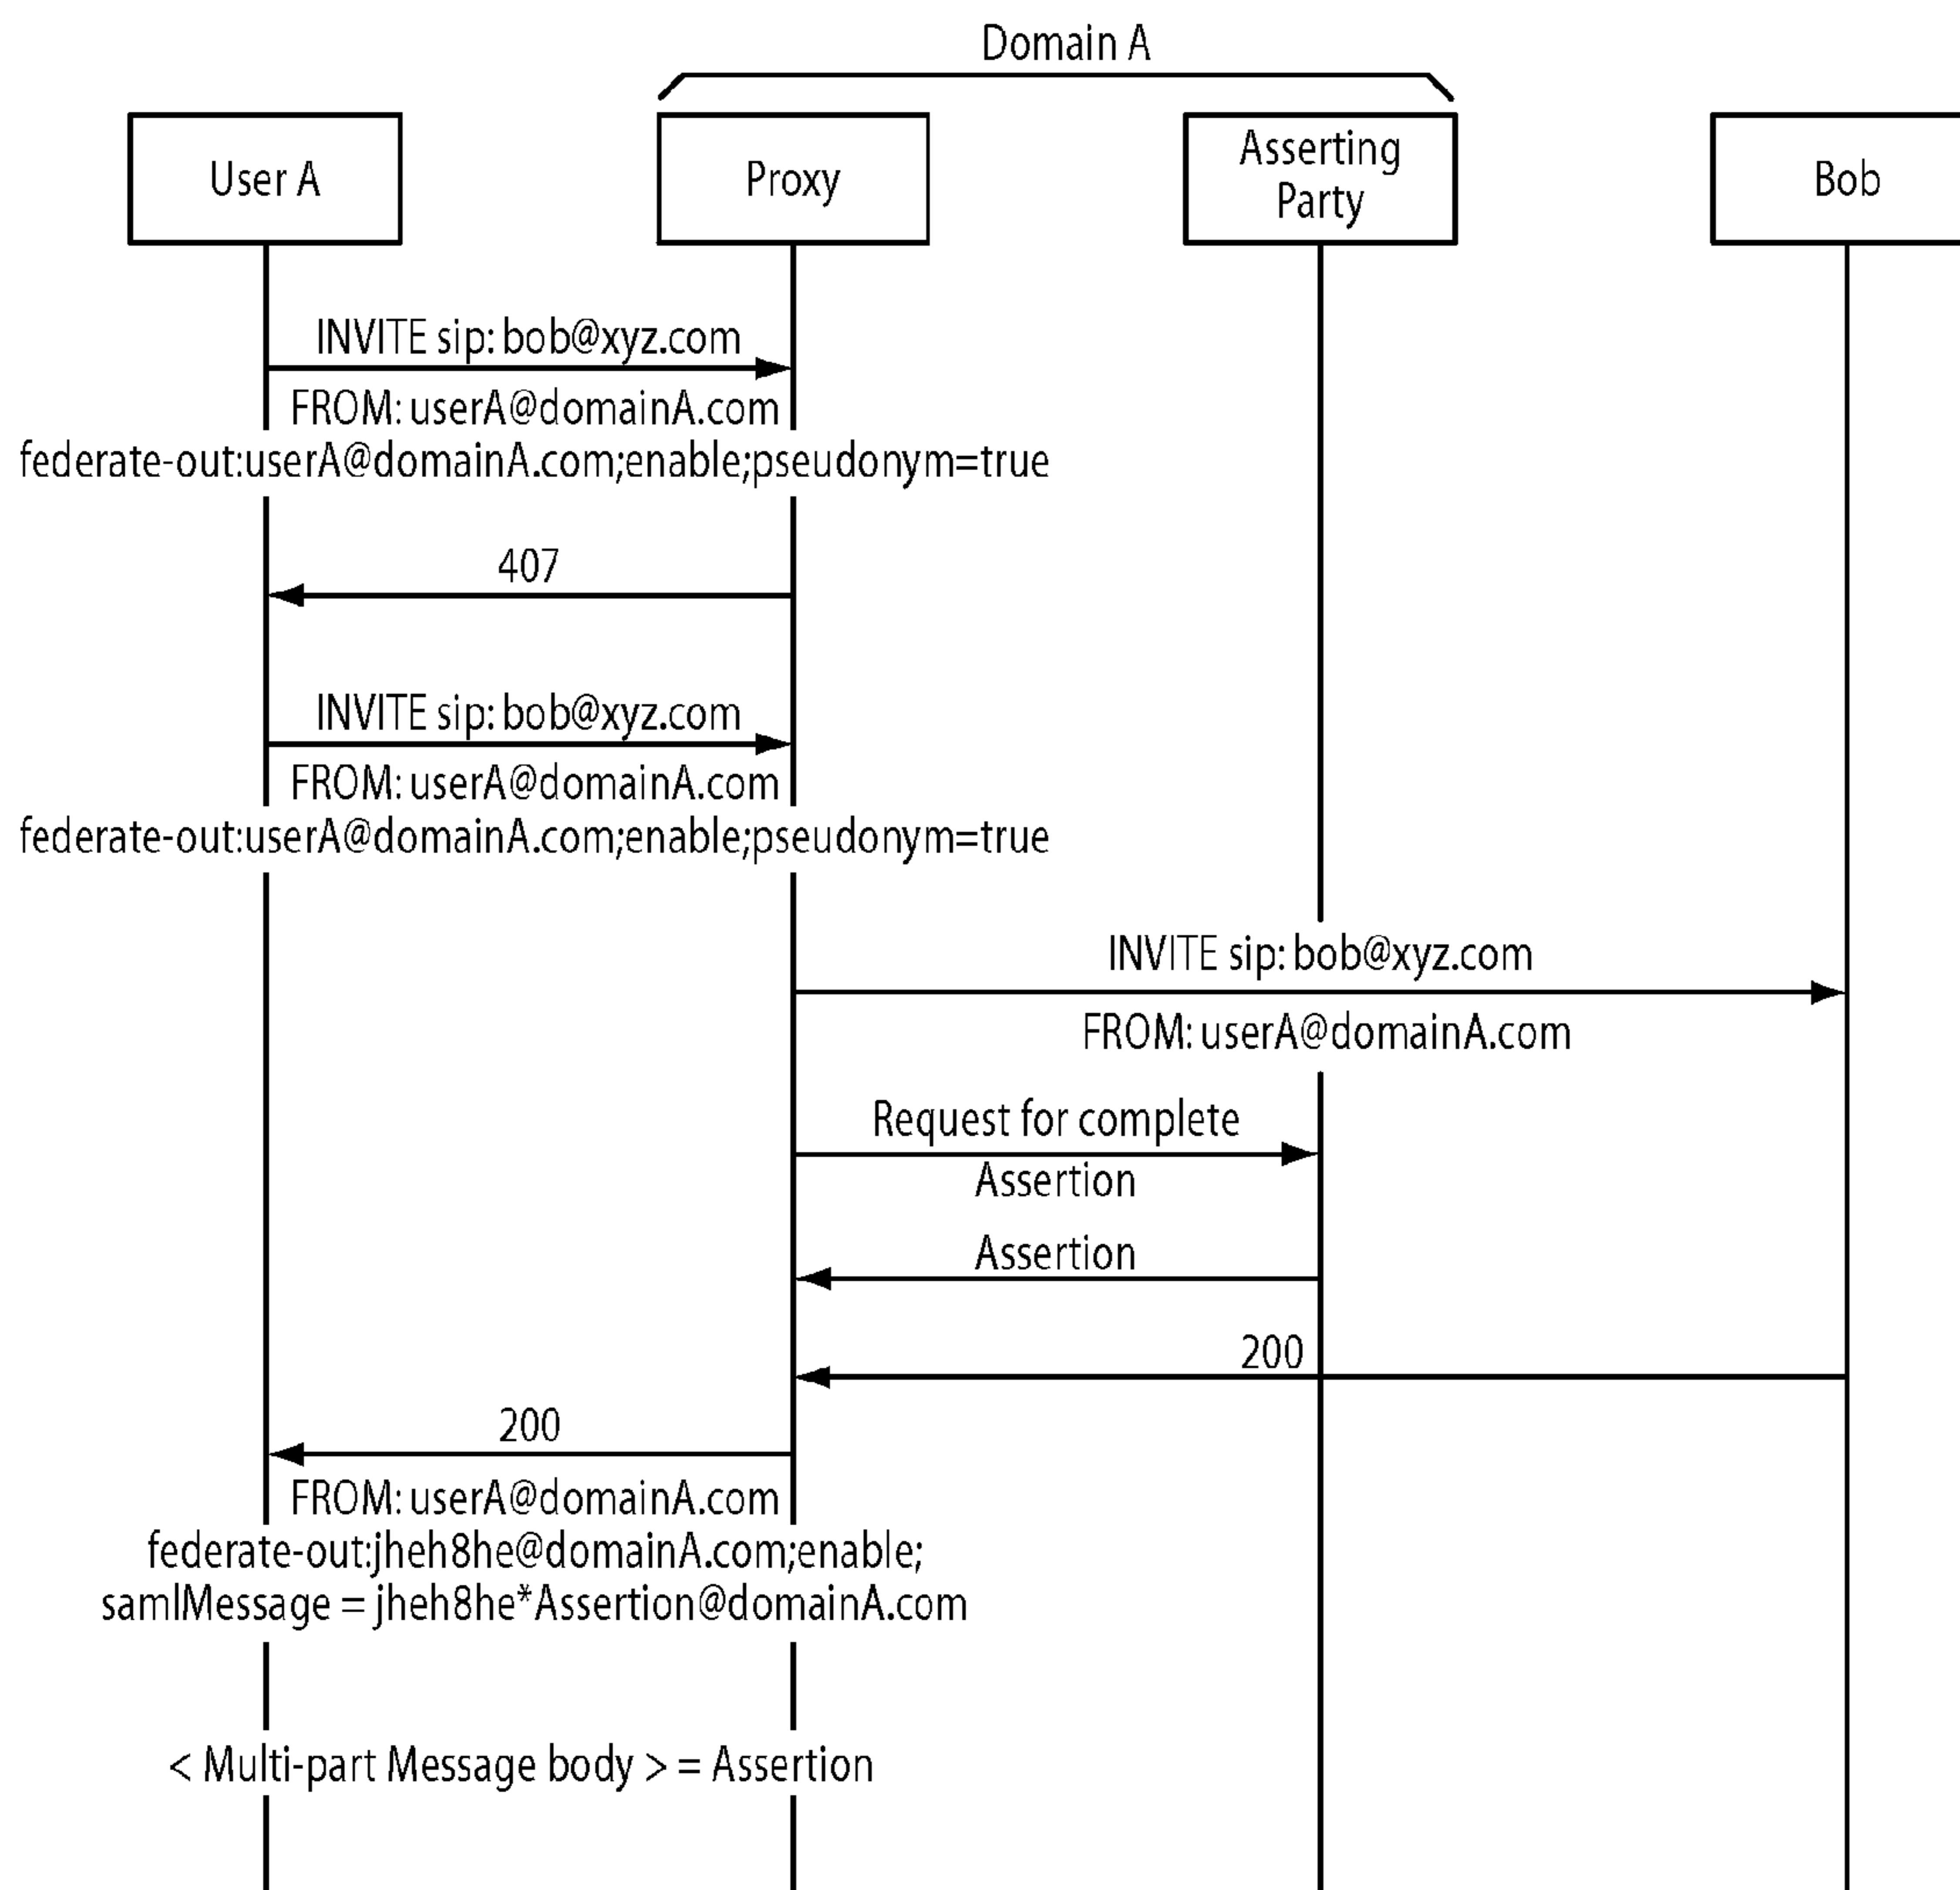 Domain A
User A
Proxy
Asserting
Party
Bob
INVITE sip: bob@xyz.com
FROM: userA@domainA.com
federate-out:userA@domainA.com;enable;pseudonym=true
407
INVITE sip: bob@xyz.com
FROM: userA@domainA.com
federate-out:userA@domainA.com;enable;pseudonym=true
INVITE sip: bob@xyz.com
FROM: userA@domainA.com
Request for complete
Assertion
Assertion
200
200
FROM: userA@domainA.com
federate-out:jheh8he@domainA.com;enable;
samlMessage = jheh8he*Assertion@domainA.com
< Multi-part Message body > = Assertion